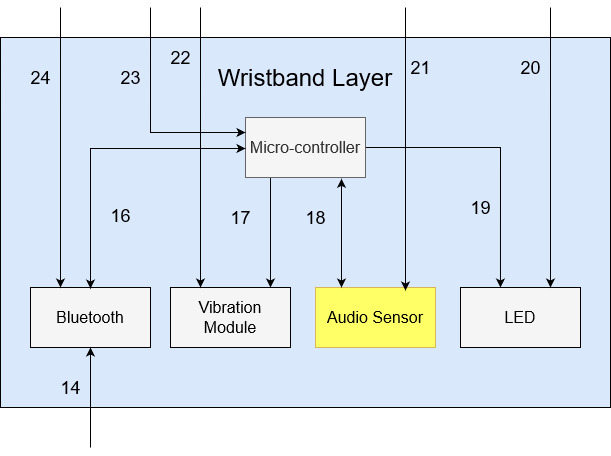 22
24
23
21
20
Wristband Layer
Micro-controller
16
17
18
19
Bluetooth
Vibration
Module
Audio Sensor
LED
14